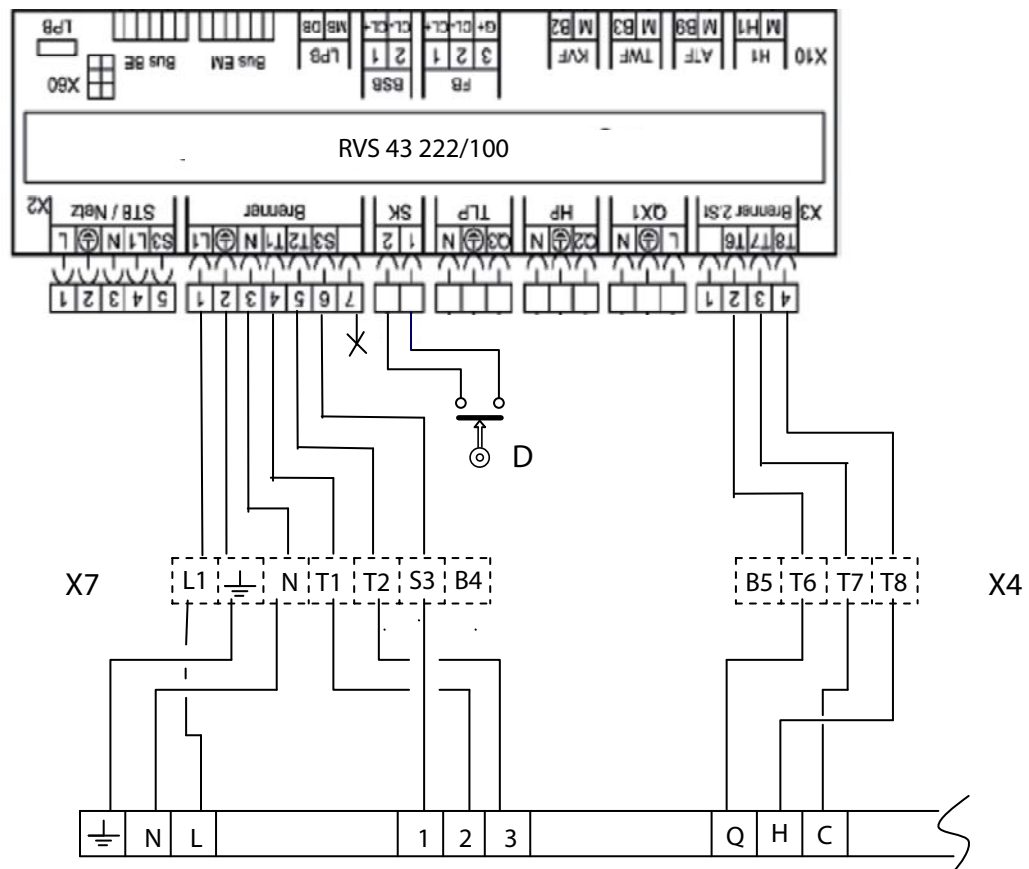 LPB
DB MB
CL+ CL-
CL+ CL- G+
B2 M
B3 M
B9 M
H1 M
X60
Bus BE
Bus EM
LPB
1 2
1 2 3
KVF
TWF
ATF
H1
X10
BSB
FB
RVS 43 222/100
X2
STB / Netz
Brenner
SK
TLP
HP
QX1
Brenner 2.St
X3
L N L1 S3
L1 N T1 T2 S3
2 1
N Q3
N Q2
N L
T6 T7 T8
1 2 3 4 5
1 2 3 4 5 6 7
1 2 3 4
D
X7
L1 N T1 T2 S3 B4
B5 T6 T7 T8
X4
N L 1 2 3 Q H C